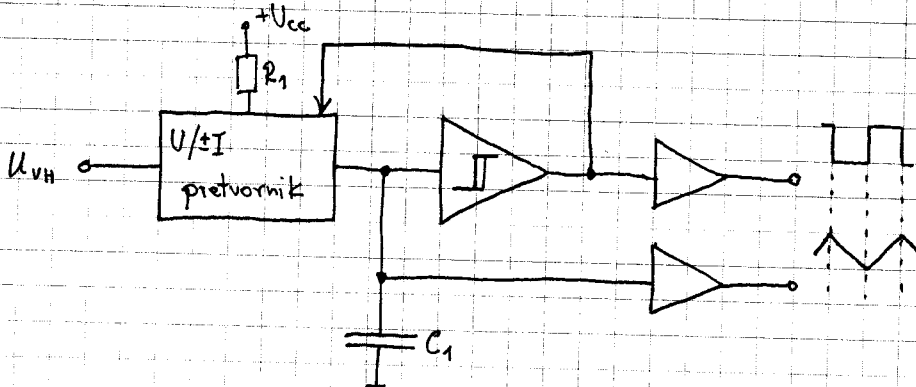 +Ucc
R₁
U/±I
pretvornik
UVH
C₁